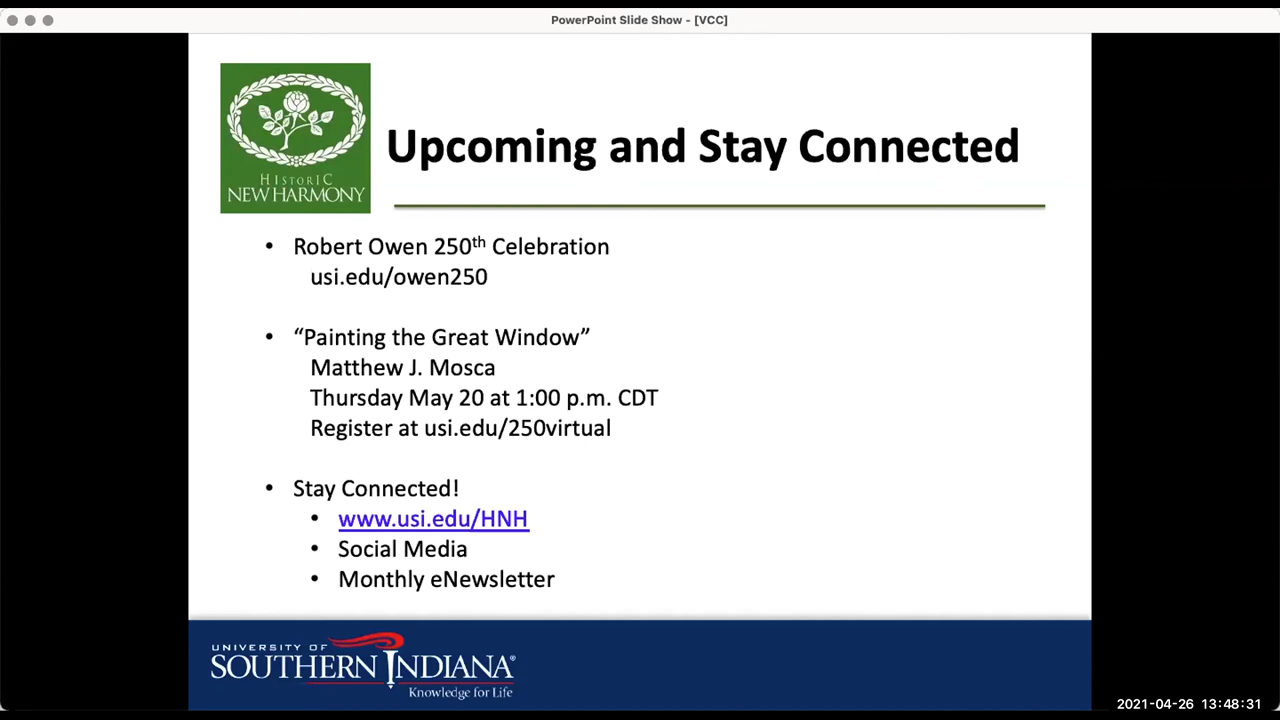 PowerPoint Slide Show - [VCC]
HISTORIC
NEW HARMONY
Upcoming and Stay Connected
• Robert Owen 250th Celebration
usi.edu/owen250
• “Painting the Great Window”
Matthew J. Mosca
Thursday May 20 at 1:00 p.m. CDT
Register at usi.edu/250virtual
• Stay Connected!
• www.usi.edu/HNH
• Social Media
• Monthly eNewsletter
UNIVERSITY OF
SOUTHERN INDIANA®
Knowledge for Life
2021-04-26 13:48:31